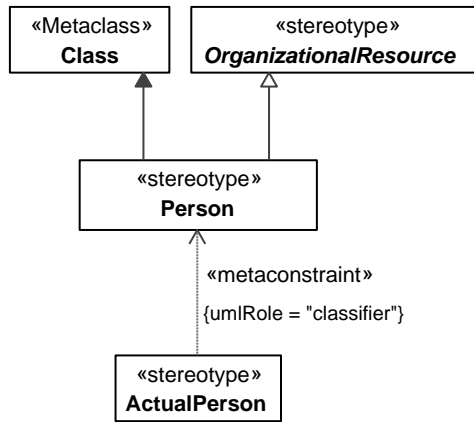 «Metaclass»
Class
«stereotype»
OrganizationalResource
«stereotype»
Person
«metaconstraint»
{umlRole = "classifier"}
«stereotype»
ActualPerson